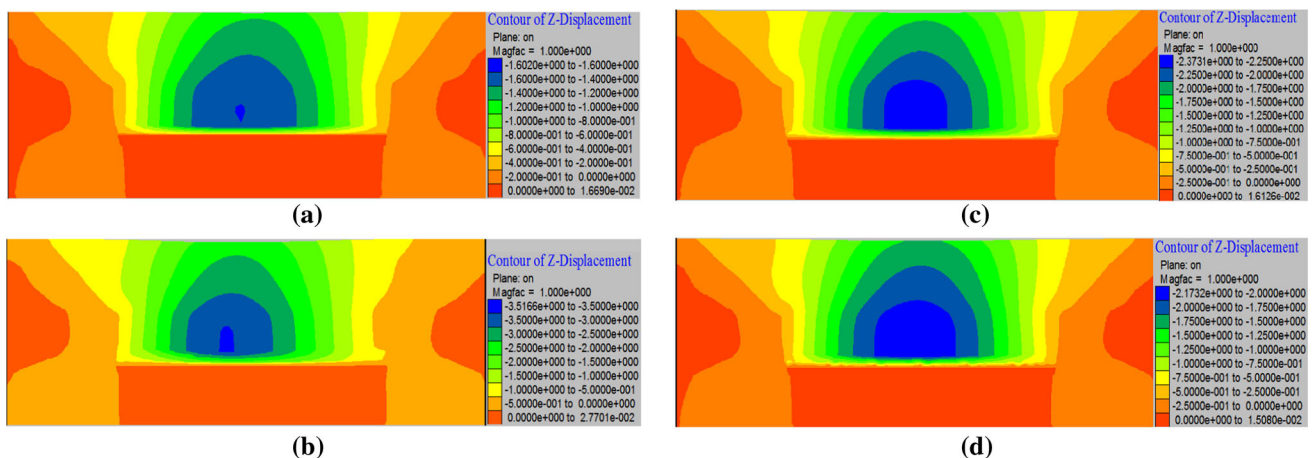 Contour of Z-Displacement
Plane: on
Magfac = 1.000e+000
-1.6020e+000 to -1.6000e+000
-1.6000e+000 to -1.4000e+000
-1.4000e+000 to -1.2000e+000
-1.2000e+000 to -1.0000e+000
-1.0000e+000 to -8.0000e-001
-8.0000e-001 to -6.0000e-001
-6.0000e-001 to -4.0000e-001
-4.0000e-001 to -2.0000e-001
-2.0000e-001 to 0.0000e+000
0.0000e+000 to 1.6690e-002
(a)
Contour of Z-Displacement
Plane: on
Magfac = 1.000e+000
-2.3731e+000 to -2.2500e+000
-2.2500e+000 to -2.0000e+000
-2.0000e+000 to -1.7500e+000
-1.7500e+000 to -1.5000e+000
-1.5000e+000 to -1.2500e+000
-1.2500e+000 to -1.0000e+000
-1.0000e+000 to -7.5000e-001
-7.5000e-001 to -5.0000e-001
-5.0000e-001 to -2.5000e-001
-2.5000e-001 to 0.0000e+000
0.0000e+000 to 1.6126e-002
(c)
Contour of Z-Displacement
Plane: on
Magfac = 1.000e+000
-3.5166e+000 to -3.5000e+000
-3.5000e+000 to -3.0000e+000
-3.0000e+000 to -2.5000e+000
-2.5000e+000 to -2.0000e+000
-2.0000e+000 to -1.5000e+000
-1.5000e+000 to -1.0000e+000
-1.0000e+000 to -5.0000e-001
-5.0000e-001 to 0.0000e+000
0.0000e+000 to 2.7701e-002
(b)
Contour of Z-Displacement
Plane: on
Magfac = 1.000e+000
-2.1732e+000 to -2.0000e+000
-2.0000e+000 to -1.7500e+000
-1.7500e+000 to -1.5000e+000
-1.5000e+000 to -1.2500e+000
-1.2500e+000 to -1.0000e+000
-1.0000e+000 to -7.5000e-001
-7.5000e-001 to -5.0000e-001
-5.0000e-001 to -2.5000e-001
-2.5000e-001 to 0.0000e+000
0.0000e+000 to 1.5080e-002
(d)